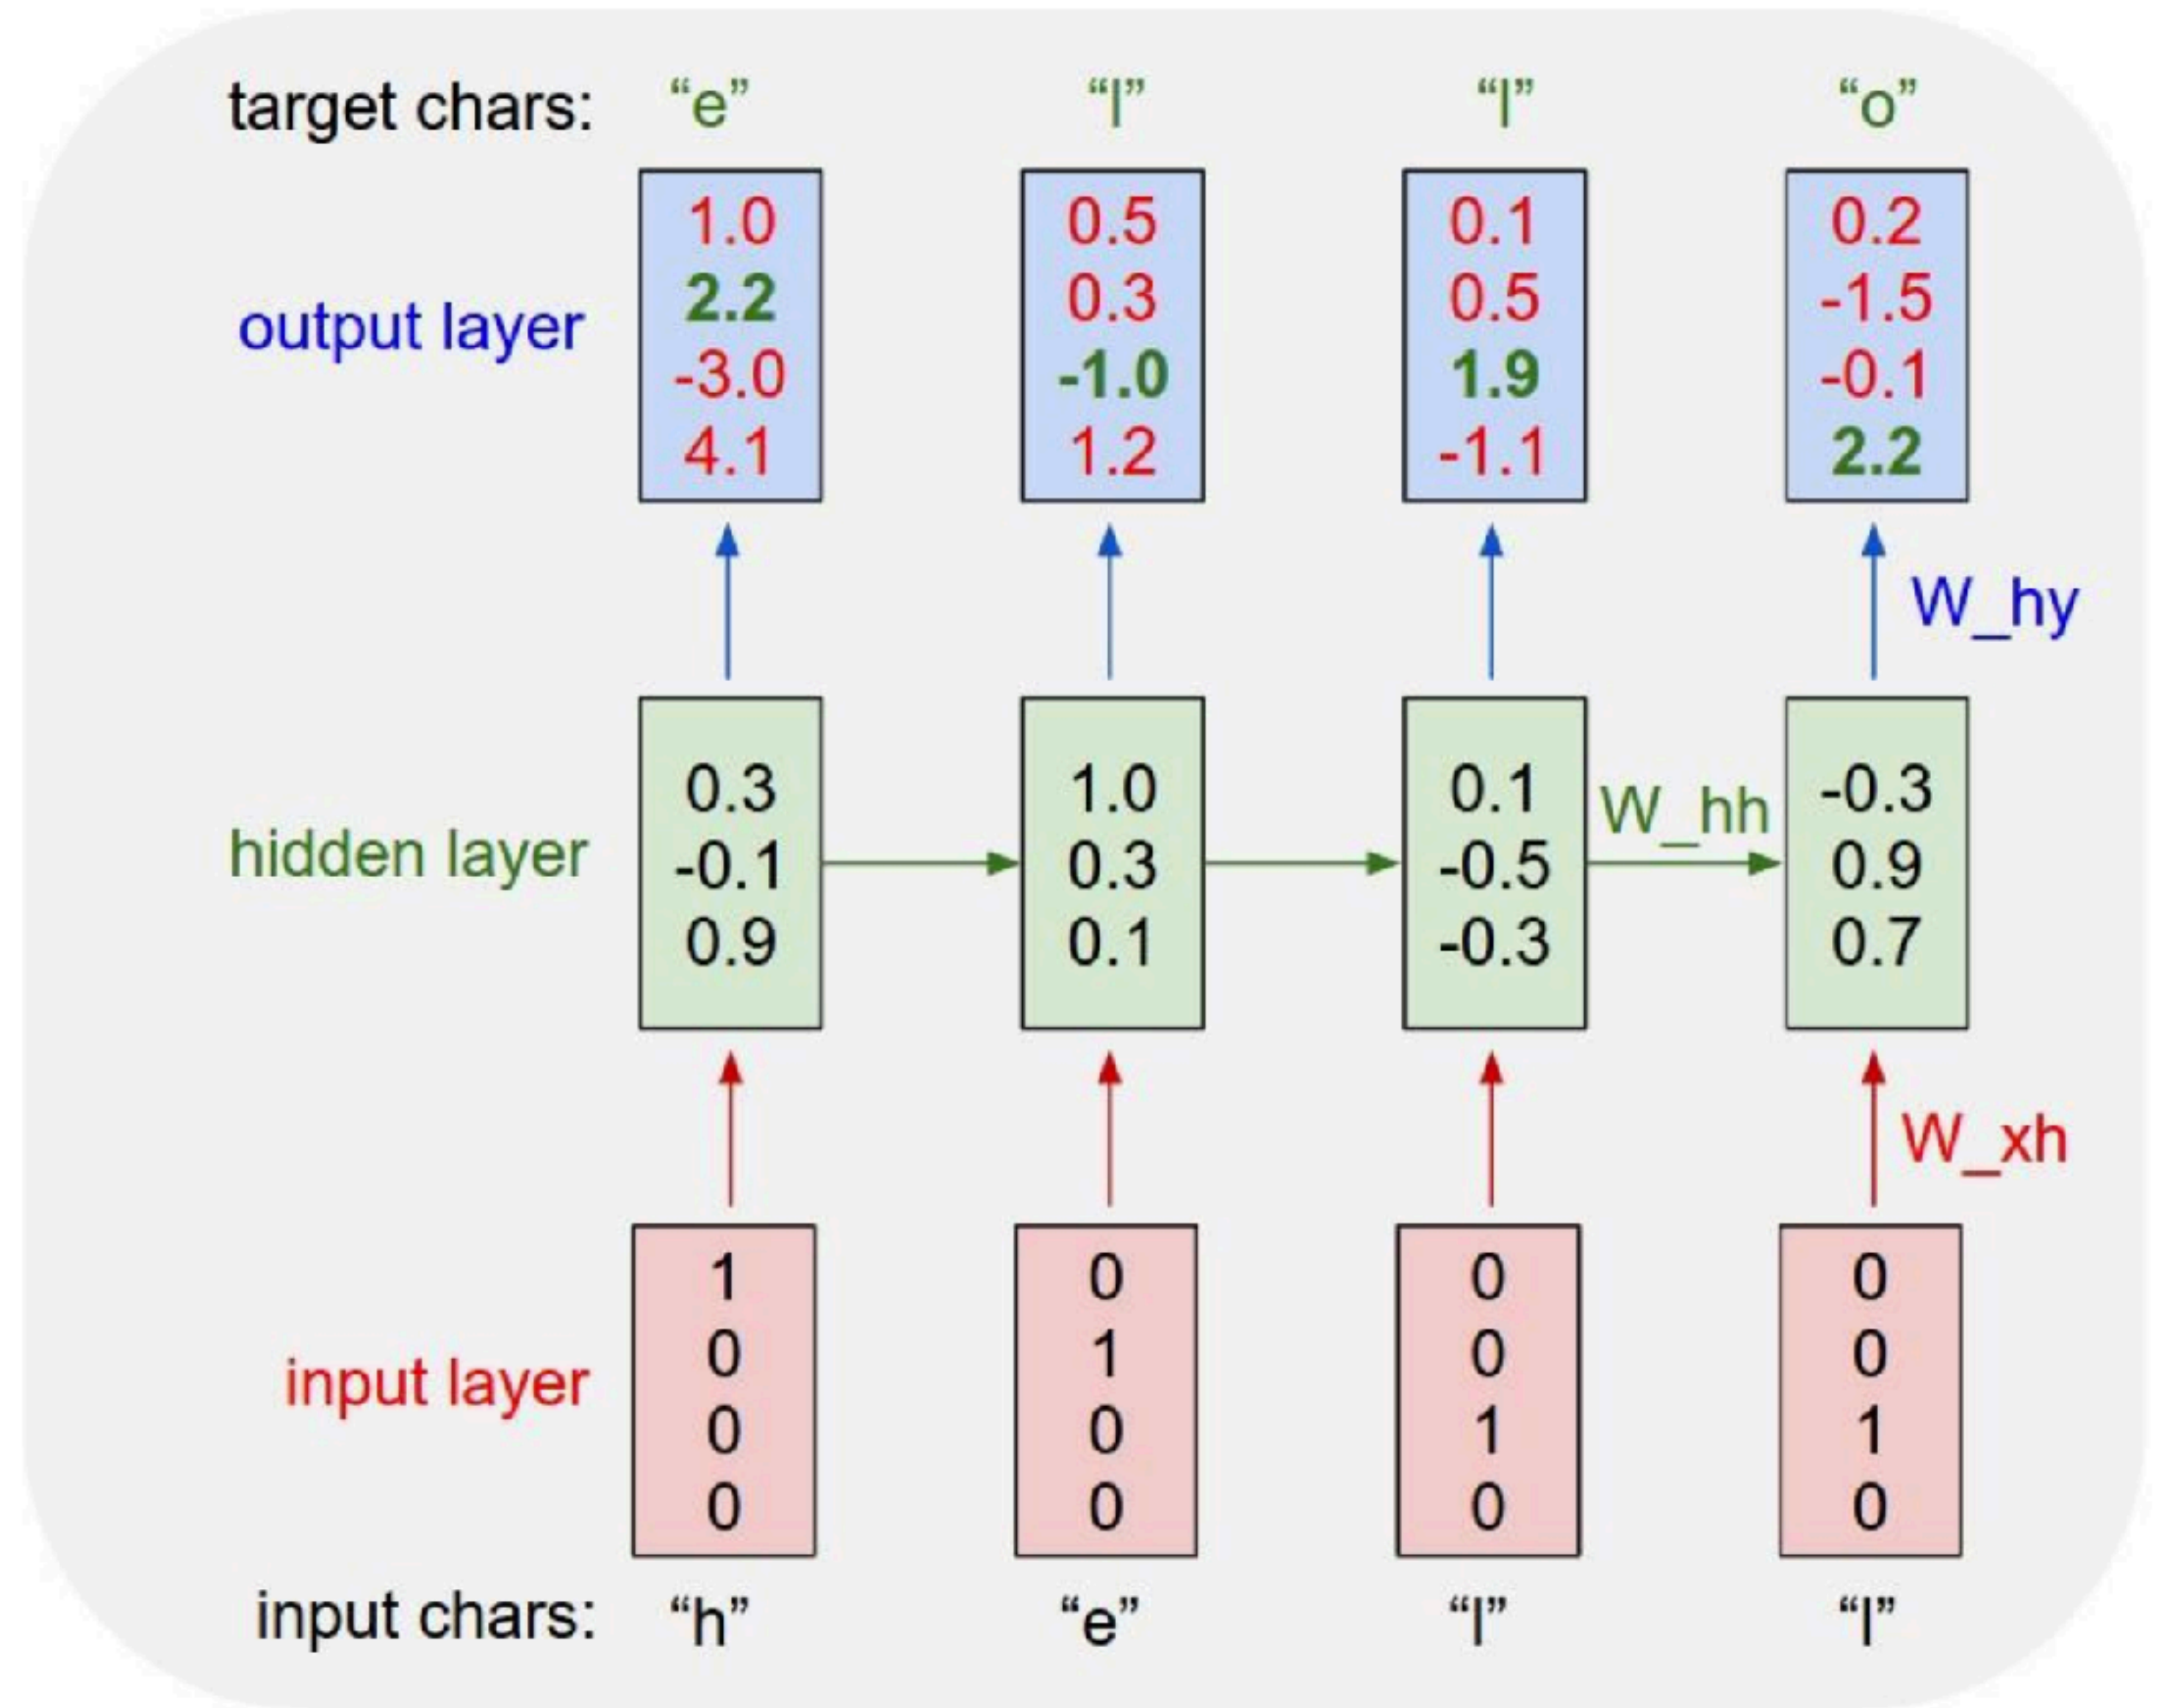 target chars: “e” “l” “l” “o”
1.0 0.5 0.1 0.2
2.2 0.3 0.5 -1.5
output layer
-3.0 -1.0 1.9 -0.1
4.1 1.2 -1.1 2.2
W_hy
0.3 1.0 0.1 W_hh -0.3
hidden layer -0.1 0.3 -0.5 0.9
0.9 0.1 -0.3 0.7
W_xh
1 0 0 0
0 1 0 0
input layer
0 0 1 1
0 0 0 0
input chars: “h” “e” “l” “l”